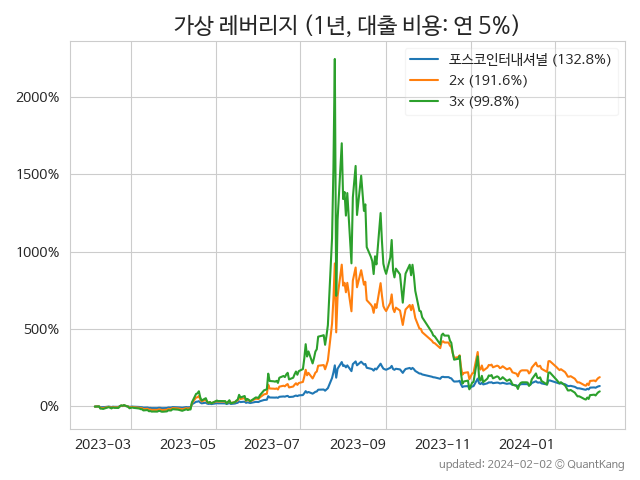 가상 레버리지 (1년, 대출 비용: 연 5%)
포스코인터내셔널 (132.8%)
2x (191.6%)
3x (99.8%)
2000%
1500%
1000%
500%
0%
2023-03 2023-05 2023-07 2023-09 2023-11 2024-01
updated: 2024-02-02 © QuantKang